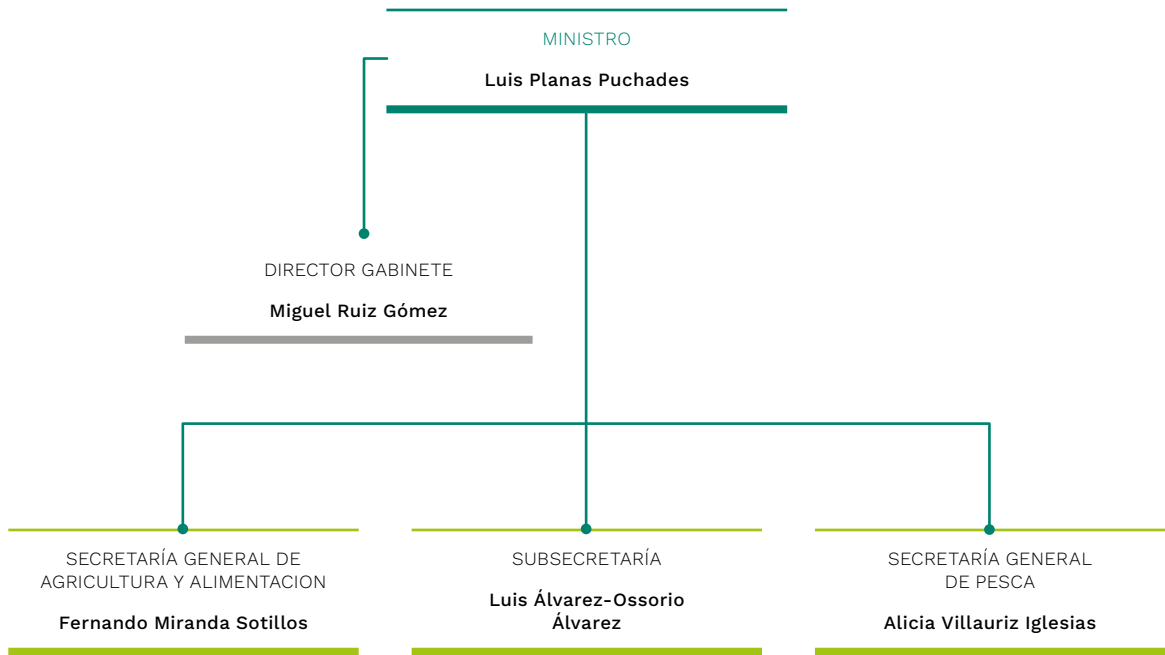 MINISTRO
Luis Planas Puchades
DIRECTOR GABINETE
Miguel Ruiz Gómez
SECRETARÍA GENERAL DE
AGRICULTURA Y ALIMENTACION
Fernando Miranda Sotillos
SUBSECRETARÍA
Luis Álvarez-Ossorio
Álvarez
SECRETARÍA GENERAL
DE PESCA
Alicia Villauriz Iglesias